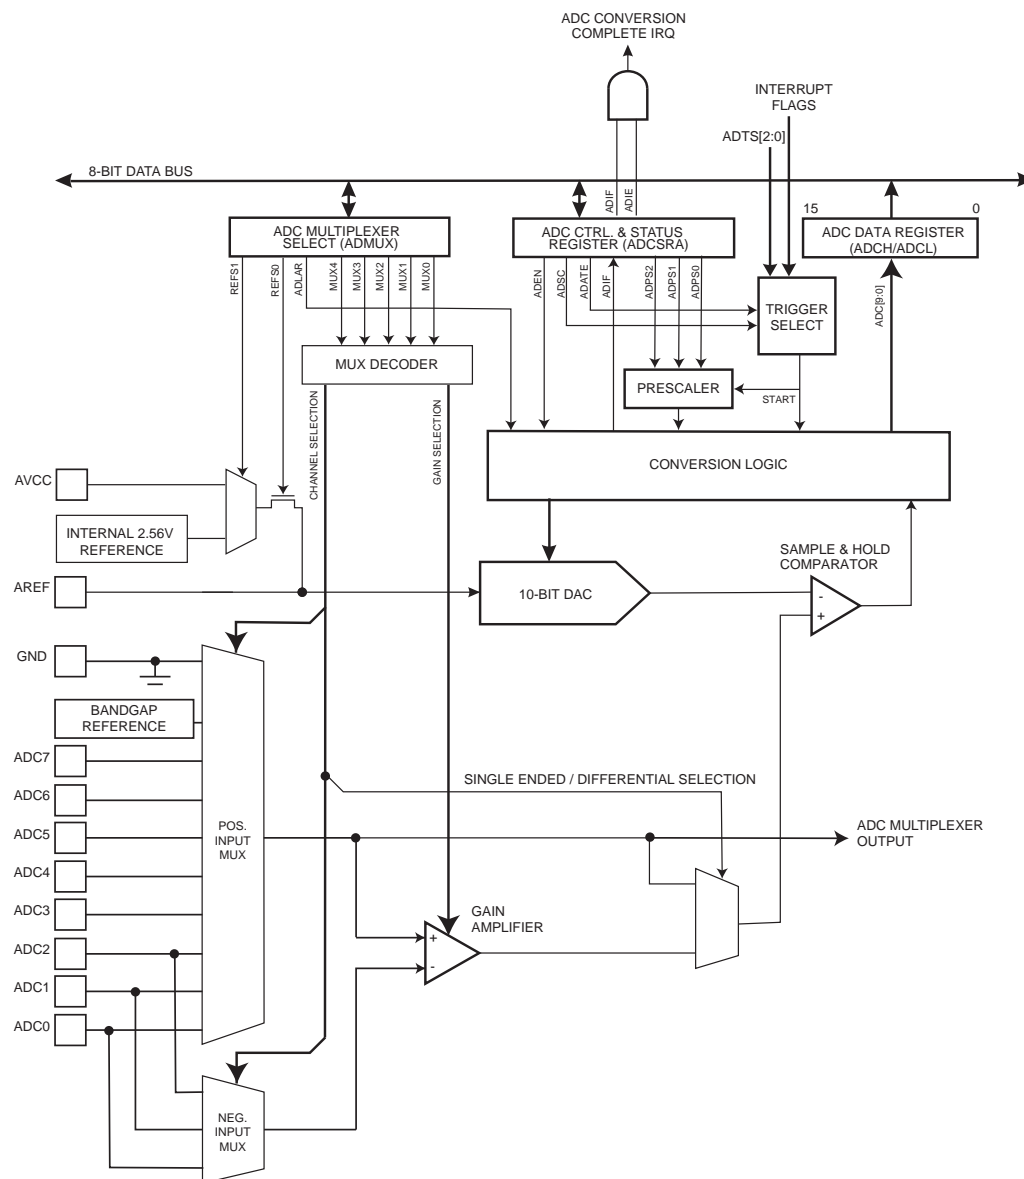 ADC CONVERSION
COMPLETE IRQ
INTERRUPT
FLAGS
ADTS[2:0]
8-BIT DATA BUS
ADIF
ADIE
15
0
ADC MULTIPLEXER
SELECT (ADMUX)
ADC CTRL. & STATUS
REGISTER (ADCSRA)
ADC DATA REGISTER
(ADCH/ADCL)
REFS1
REFS0
ADLAR
MUX4
MUX3
MUX2
MUX1
MUX0
ADEN
ADSC
ADATE
ADIF
ADPS2
ADPS1
ADPS0
ADC[9:0]
TRIGGER
SELECT
MUX DECODER
PRESCALER
START
CHANNEL SELECTION
GAIN SELECTION
CONVERSION LOGIC
AVCC
INTERNAL 2.56V
REFERENCE
SAMPLE & HOLD
COMPARATOR
AREF
10-BIT DAC
-
+
GND
BANDGAP
REFERENCE
ADC7
SINGLE ENDED / DIFFERENTIAL SELECTION
ADC6
ADC5
POS.
INPUT
MUX
ADC MULTIPLEXER
OUTPUT
ADC4
ADC3
GAIN
AMPLIFIER
+
-
ADC2
ADC1
ADC0
NEG.
INPUT
MUX